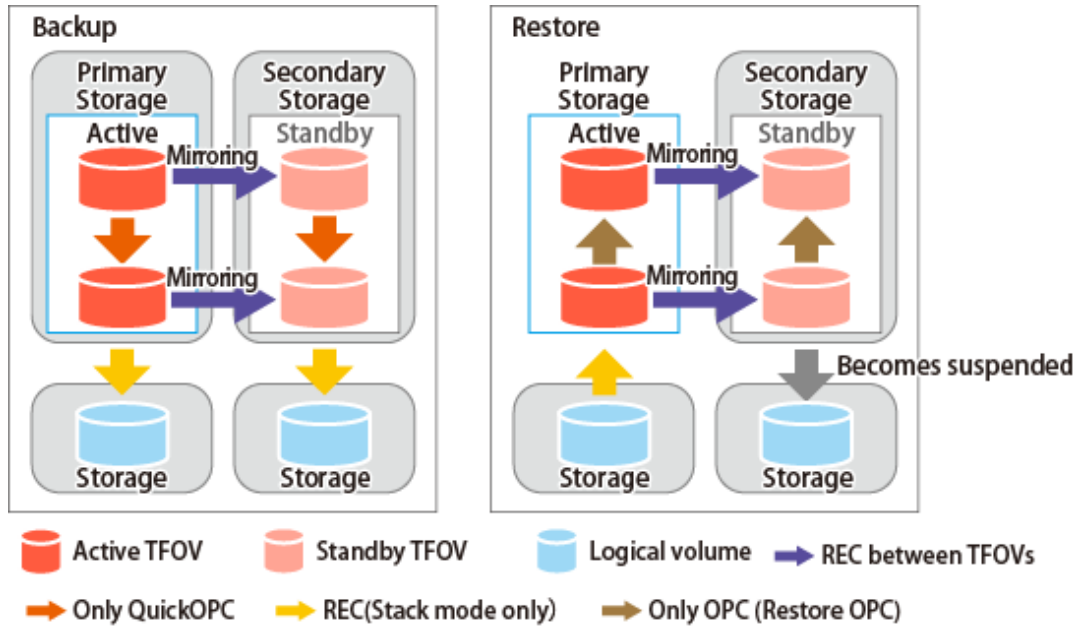 Backup
Primary
Storage
Secondary
Storage
Active
Standby
Mirroring
Mirroring
Storage
Storage
Restore
Primary
Storage
Secondary
Storage
Active
Standby
Mirroring
Mirroring
Becomes suspended
Storage
Storage
Active TFOV
Standby TFOV
Logical volume
REC between TFOVs
Only QuickOPC
REC(Stack mode only)
Only OPC (Restore OPC)